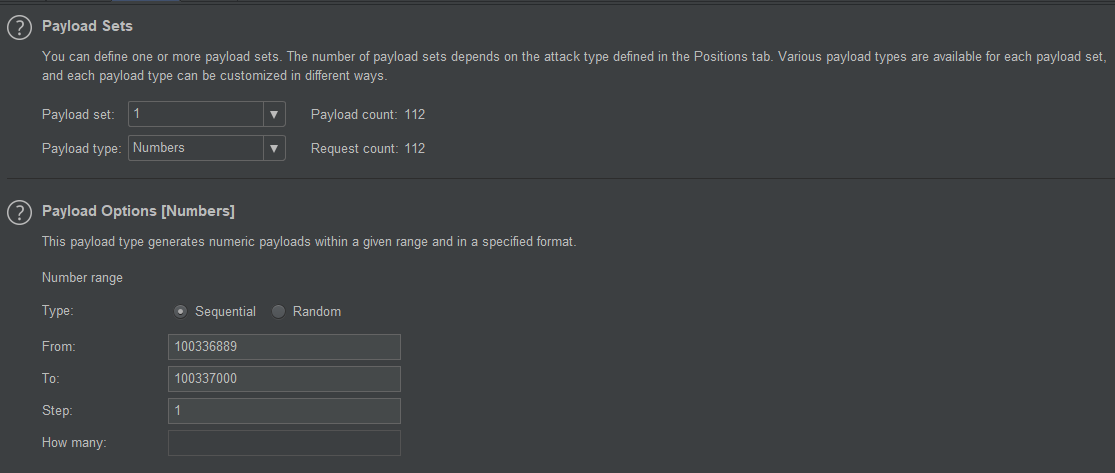 Payload Sets
You can define one or more payload sets. The number of payload sets depends on the attack type defined in the Positions tab. Various payload types are available for each payload set,
and each payload type can be customized in different ways.
Payload set: 1 Payload count: 112
Payload type: Numbers Request count: 112
Payload Options [Numbers]
This payload type generates numeric payloads within a given range and in a specified format.
Number range
Type: Sequential Random
From: 100336889
To: 100337000
Step: 1
How many: